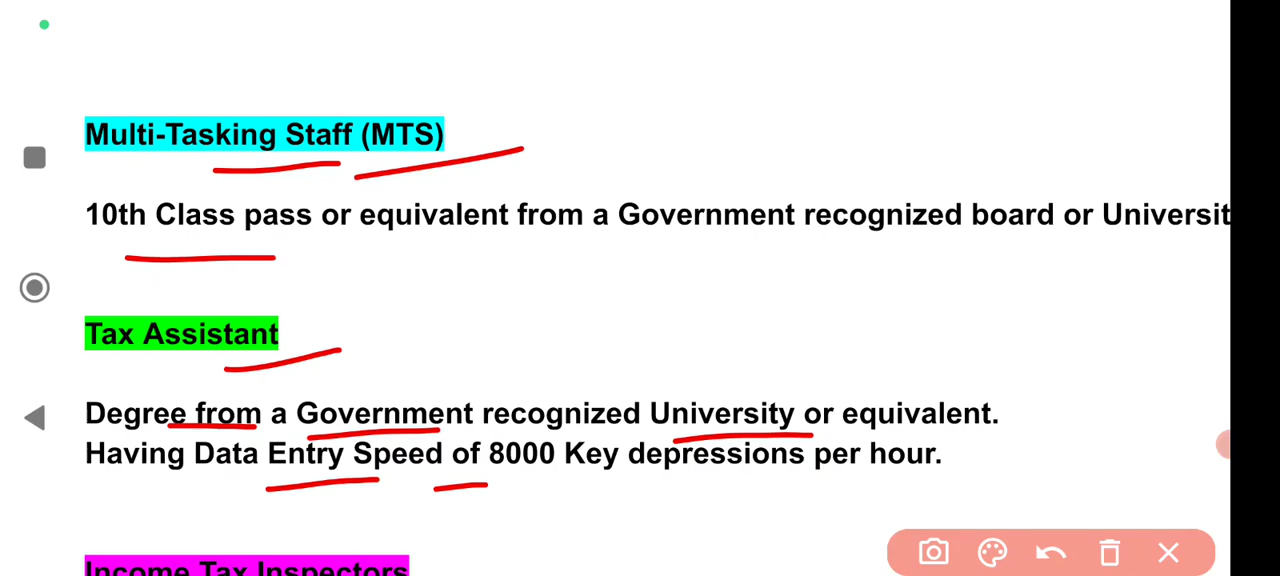 Multi-Tasking Staff (MTS)
10th Class pass or equivalent from a Government recognized board or Universit
Tax Assistant
Degree from a Government recognized University or equivalent.
Having Data Entry Speed of 8000 Key depressions per hour.
Income Tax Inspectors